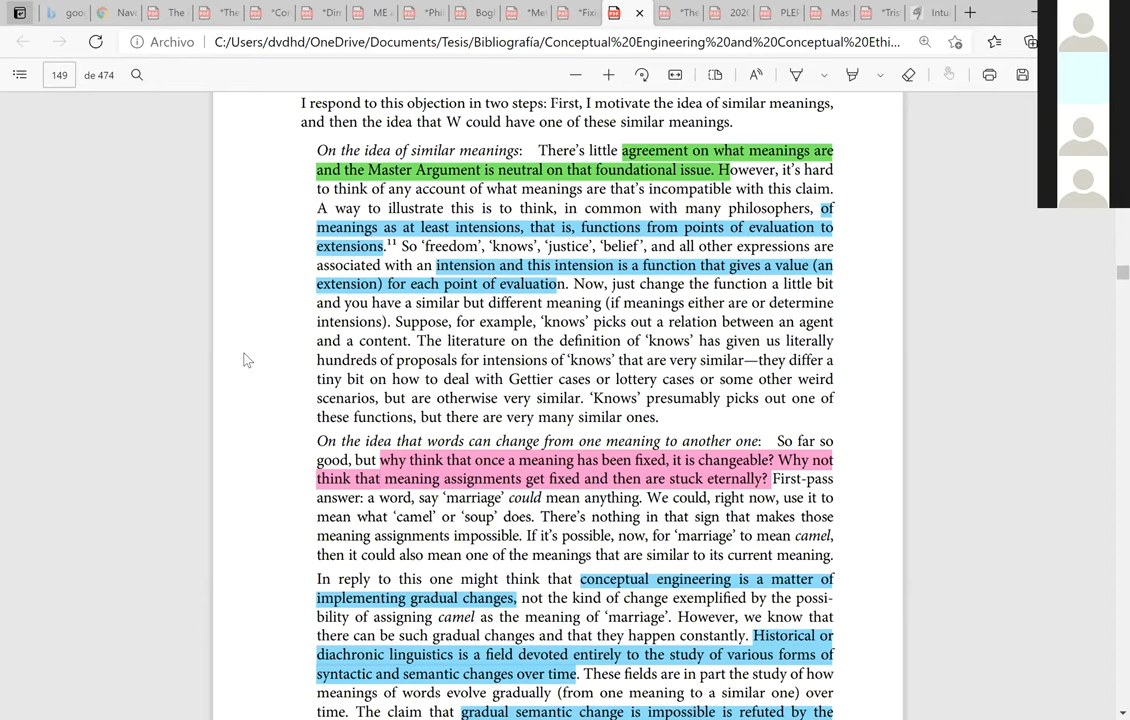 goo
Nav
The
*The
*Cor
*Din
ME a
*Phi
Bogl
*Me
*Fixi
*The
202(
PLEF
Mas
*Tris
Intu
Archivo
C:/Users/dvdhd/OneDrive/Documents/Tesis/Bibliografía/Conceptual%20Engineering%20and%20Conceptual%20Ethi...
149 de 474
I respond to this objection in two steps: First, I motivate the idea of similar meanings,
and then the idea that W could have one of these similar meanings.
On the idea of similar meanings: There's little agreement on what meanings are
and the Master Argument is neutral on that foundational issue. However, it's hard
to think of any account of what meanings are that's incompatible with this claim.
A way to illustrate this is to think, in common with many philosophers, of
meanings as at least intensions, that is, functions from points of evaluation to
extensions.¹¹ So 'freedom', 'knows', 'justice', 'belief', and all other expressions are
associated with an intension and this intension is a function that gives a value (an
extension) for each point of evaluation. Now, just change the function a little bit
and you have a similar but different meaning (if meanings either are or determine
intensions). Suppose, for example, 'knows' picks out a relation between an agent
and a content. The literature on the definition of 'knows' has given us literally
hundreds of proposals for intensions of 'knows' that are very similar—they differ a
tiny bit on how to deal with Gettier cases or lottery cases or some other weird
scenarios, but are otherwise very similar. 'Knows' presumably picks out one of
these functions, but there are very many similar ones.
On the idea that words can change from one meaning to another one: So far so
good, but why think that once a meaning has been fixed, it is changeable? Why not
think that meaning assignments get fixed and then are stuck eternally? First-pass
answer: a word, say 'marriage' could mean anything. We could, right now, use it to
mean what 'camel' or 'soup' does. There's nothing in that sign that makes those
meaning assignments impossible. If it's possible, now, for 'marriage' to mean camel,
then it could also mean one of the meanings that are similar to its current meaning.
In reply to this one might think that conceptual engineering is a matter of
implementing gradual changes, not the kind of change exemplified by the possi-
bility of assigning camel as the meaning of 'marriage'. However, we know that
there can be such gradual changes and that they happen constantly. Historical or
diachronic linguistics is a field devoted entirely to the study of various forms of
syntactic and semantic changes over time. These fields are in part the study of how
meanings of words evolve gradually (from one meaning to a similar one) over
time. The claim that gradual semantic change is impossible is refuted by the